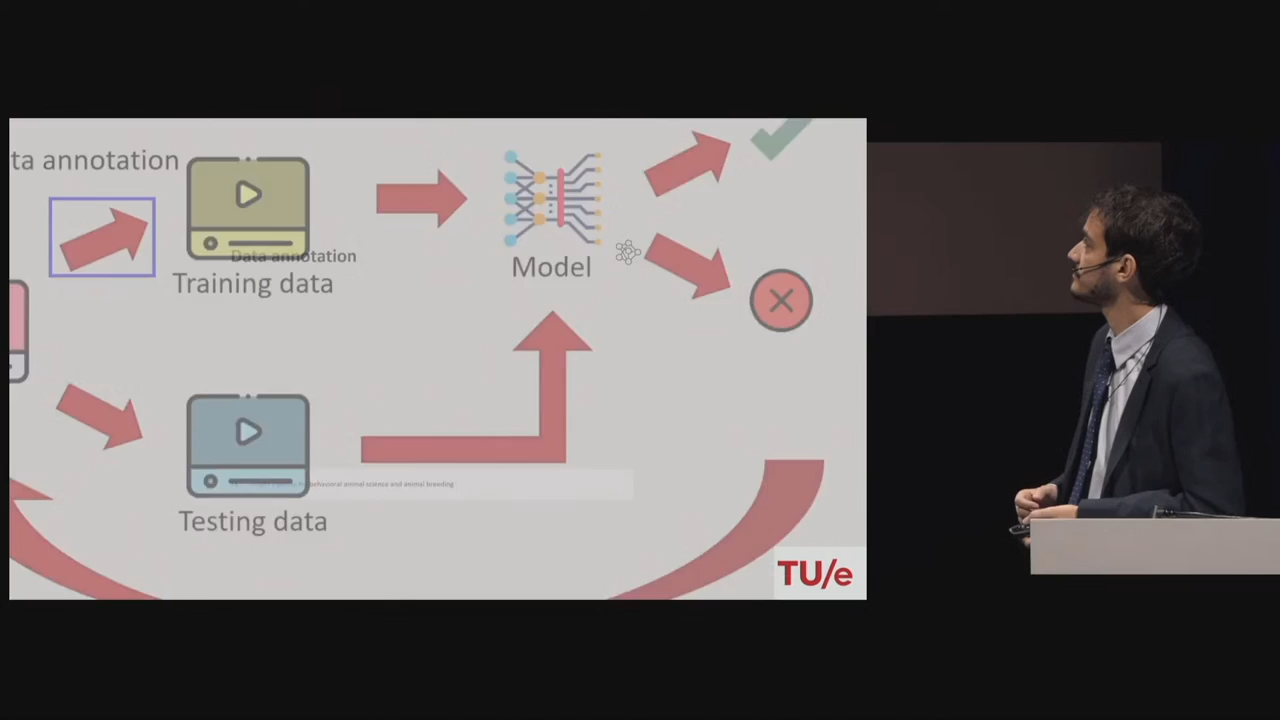 ta annotation
Data annotation
Training data
Model
behavioral animal science and animal breeding
Testing data
TU/e